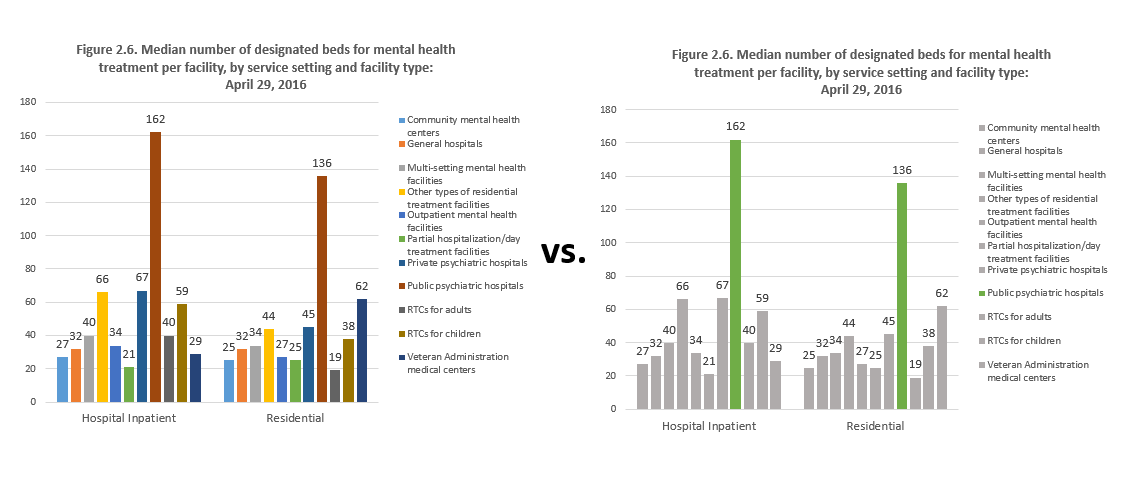 Figure 2.6. Median number of designated beds for mental health
treatment per facility, by service setting and facility type:
April 29, 2016
180
160
140
120
100
80
60
40
20
0
27
32
40
66
34
21
67
162
40
59
29
25
32
34
44
27
25
45
136
19
38
62
Hospital Inpatient
Residential
Community mental health
centers
General hospitals
Multi-setting mental health
facilities
Other types of residential
treatment facilities
Outpatient mental health
facilities
Partial hospitalization/day
treatment facilities
Private psychiatric hospitals
Public psychiatric hospitals
RTCs for adults
RTCs for children
Veteran Administration
medical centers
vs.
Figure 2.6. Median number of designated beds for mental health
treatment per facility, by service setting and facility type:
April 29, 2016
180
160
140
120
100
80
60
40
20
0
27
32
40
66
34
21
67
162
40
59
29
25
32
34
44
27
25
45
136
19
38
62
Hospital Inpatient
Residential
Community mental health
centers
General hospitals
Multi-setting mental health
facilities
Other types of residential
treatment facilities
Outpatient mental health
facilities
Partial hospitalization/day
treatment facilities
Private psychiatric hospitals
Public psychiatric hospitals
RTCs for adults
RTCs for children
Veteran Administration
medical centers